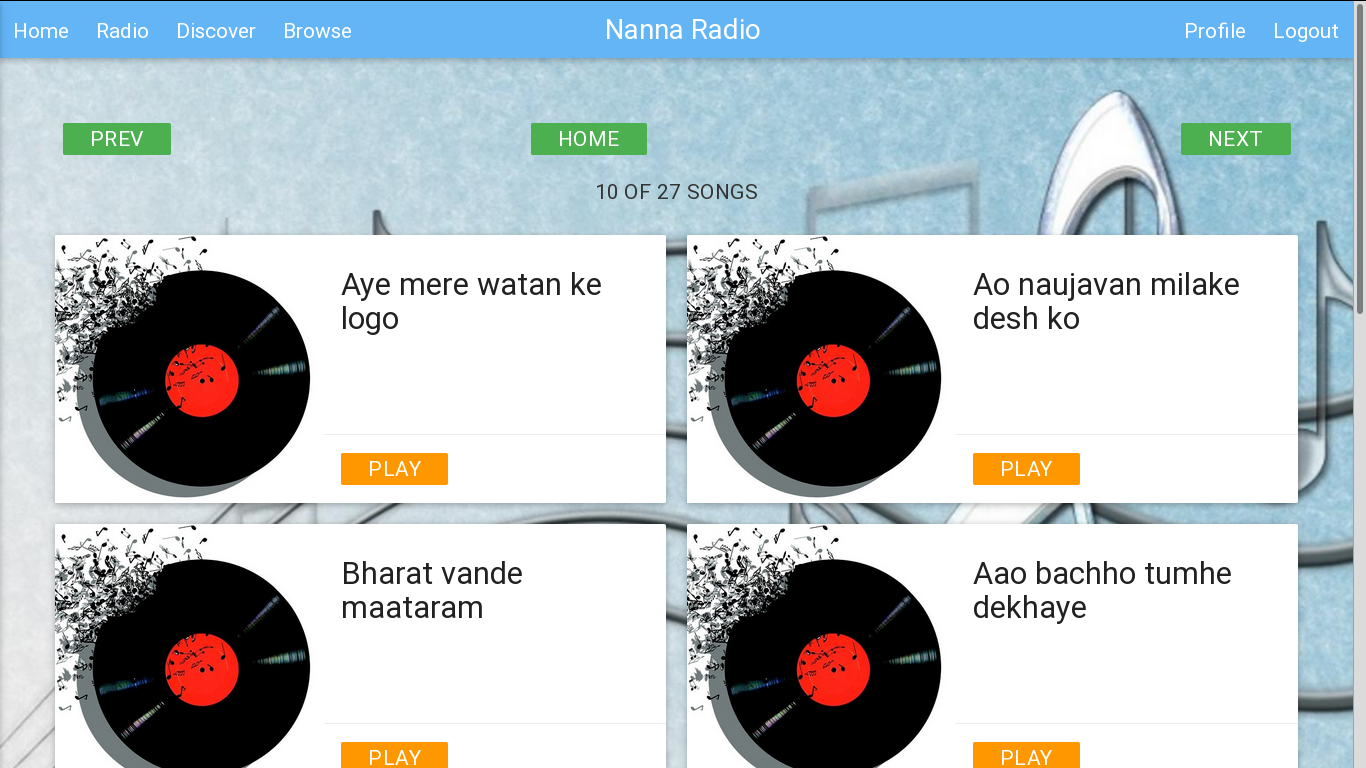 Home Radio Discover Browse Nanna Radio Profile Logout
PREV HOME NEXT
10 OF 27 SONGS
Aye mere watan ke
logo
PLAY
Ao naujavan milake
desh ko
PLAY
Bharat vande
maataram
PLAY
Aao bachho tumhe
dekhaye
PLAY